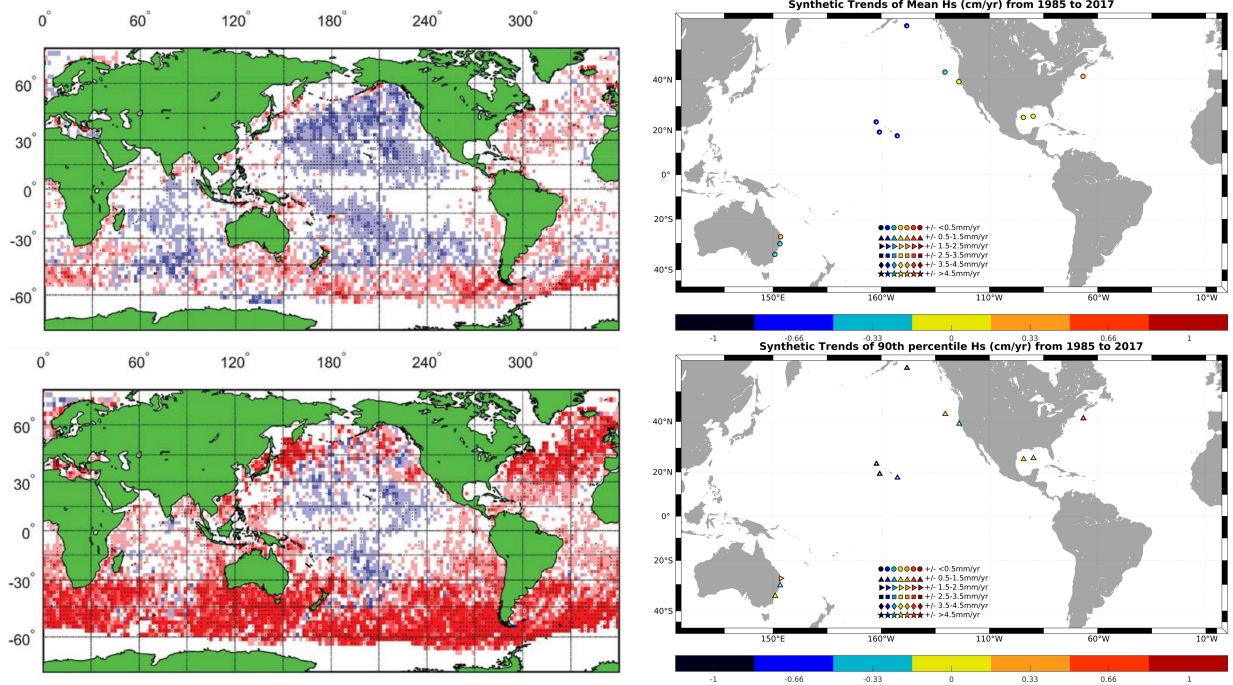 0° 60° 120° 180° 240° 300°
60°
30
0°
-30°
-60°
0° 60° 120° 180° 240° 300°
60°
30°
0°
-30°
-60°
Synthetic Trends of Mean Hs (cm/yr) from 1985 to 2017
40°N
20°N
0°
20°S
40°S
+/- <0.5mm/yr
+/- 0.5-1.5mm/yr
+/- 1.5-2.5mm/yr
+/- 2.5-3.5mm/yr
+/- 3.5-4.5mm/yr
+/- >4.5mm/yr
150°E 160°W 110°W 60°W 10°W
-1 -0.66 -0.33 0 0.33 0.66 1
Synthetic Trends of 90th percentile Hs (cm/yr) from 1985 to 2017
40°N
20°N
0°
20°S
40°S
+/- <0.5mm/yr
+/- 0.5-1.5mm/yr
+/- 1.5-2.5mm/yr
+/- 2.5-3.5mm/yr
+/- 3.5-4.5mm/yr
+/- >4.5mm/yr
150°E 160°W 110°W 60°W 10°W
-1 -0.66 -0.33 0 0.33 0.66 1